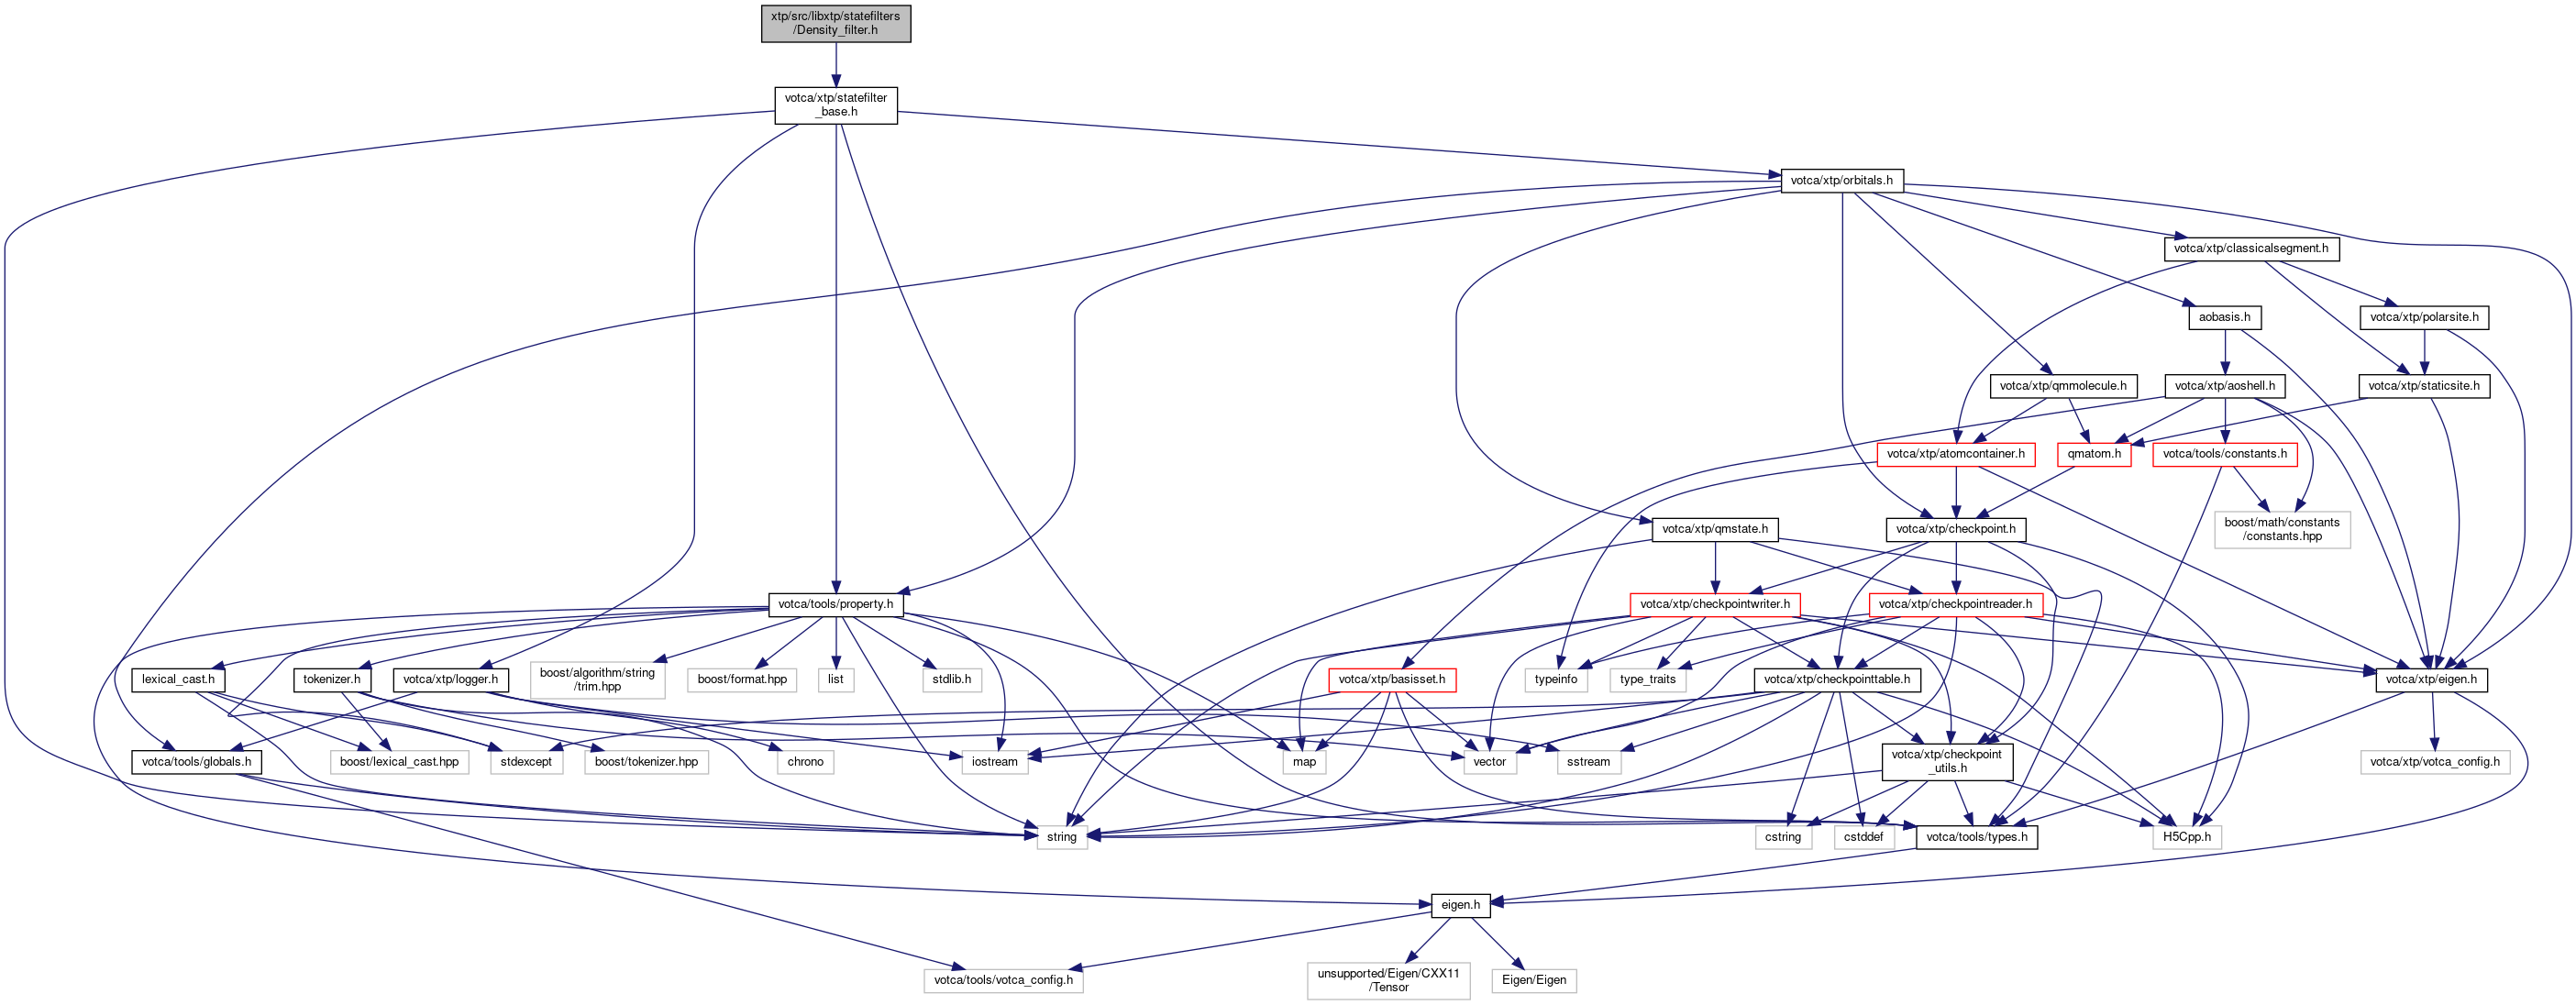 xtp/src/libxtp/statefilters
/Density_filter.h
votca/xtp/statefilter
_base.h
votca/xtp/orbitals.h
votca/xtp/classicalsegment.h
aobasis.h
votca/xtp/polarsite.h
votca/xtp/qmmolecule.h
votca/xtp/aoshell.h
votca/xtp/staticsite.h
votca/xtp/atomcontainer.h
qmatom.h
votca/tools/constants.h
votca/xtp/qmstate.h
votca/xtp/checkpoint.h
boost/math/constants
/constants.hpp
votca/tools/property.h
votca/xtp/checkpointwriter.h
votca/xtp/checkpointreader.h
lexical_cast.h
tokenizer.h
votca/xtp/logger.h
boost/algorithm/string
/trim.hpp
boost/format.hpp
list
stdlib.h
votca/xtp/basisset.h
typeinfo
type_traits
votca/xtp/checkpointtable.h
votca/xtp/eigen.h
votca/tools/globals.h
boost/lexical_cast.hpp
stdexcept
boost/tokenizer.hpp
chrono
iostream
map
vector
sstream
votca/xtp/checkpoint
_utils.h
votca/xtp/votca_config.h
string
cstring
cstddef
votca/tools/types.h
H5Cpp.h
eigen.h
votca/tools/votca_config.h
unsupported/Eigen/CXX11
/Tensor
Eigen/Eigen